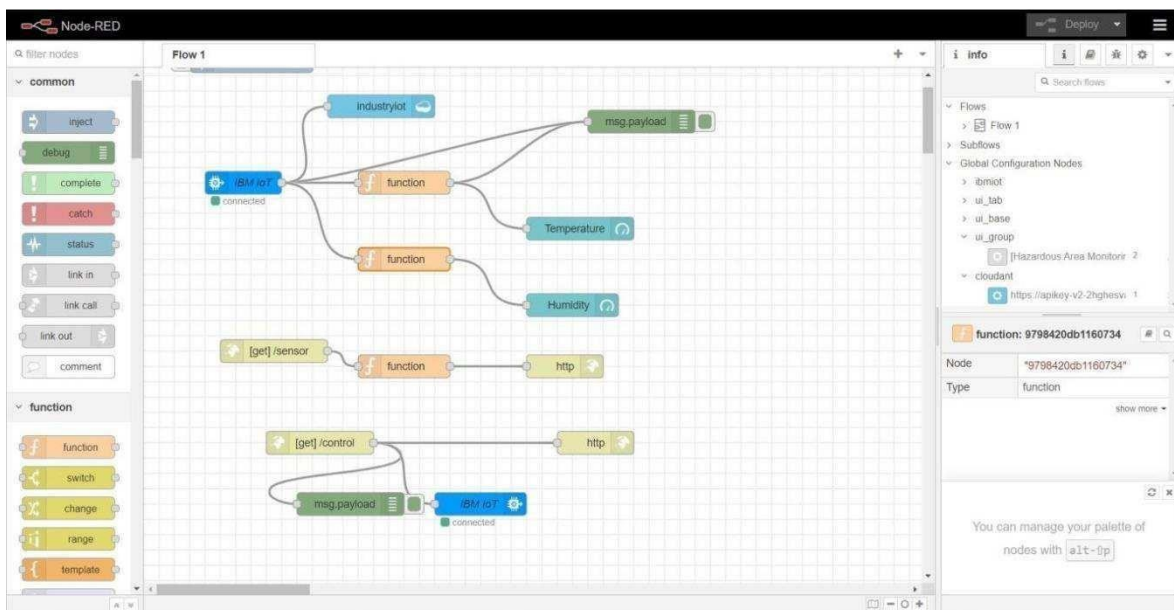 Node-RED
Deploy
filter nodes
common
inject
debug
complete
catch
status
link in
link call
link out
comment
function
function
switch
change
range
template
Flow 1
industryiot
msg.payload
IBM IoT
connected
function
Temperature
function
Humidity
[get] /sensor
function
http
[get] /control
http
msg.payload
IBM IoT
connected
i info
i
Search flows
Flows
Flow 1
Subflows
Global Configuration Nodes
ibmiot
ui_tab
ui_base
ui_group
[Hazardous Area Monitorir 2
cloudant
https://apikey-v2-2hghesv 1
function: 9798420db1160734
Node "9798420db1160734"
Type function
show more
You can manage your palette of
nodes with alt-⇧p